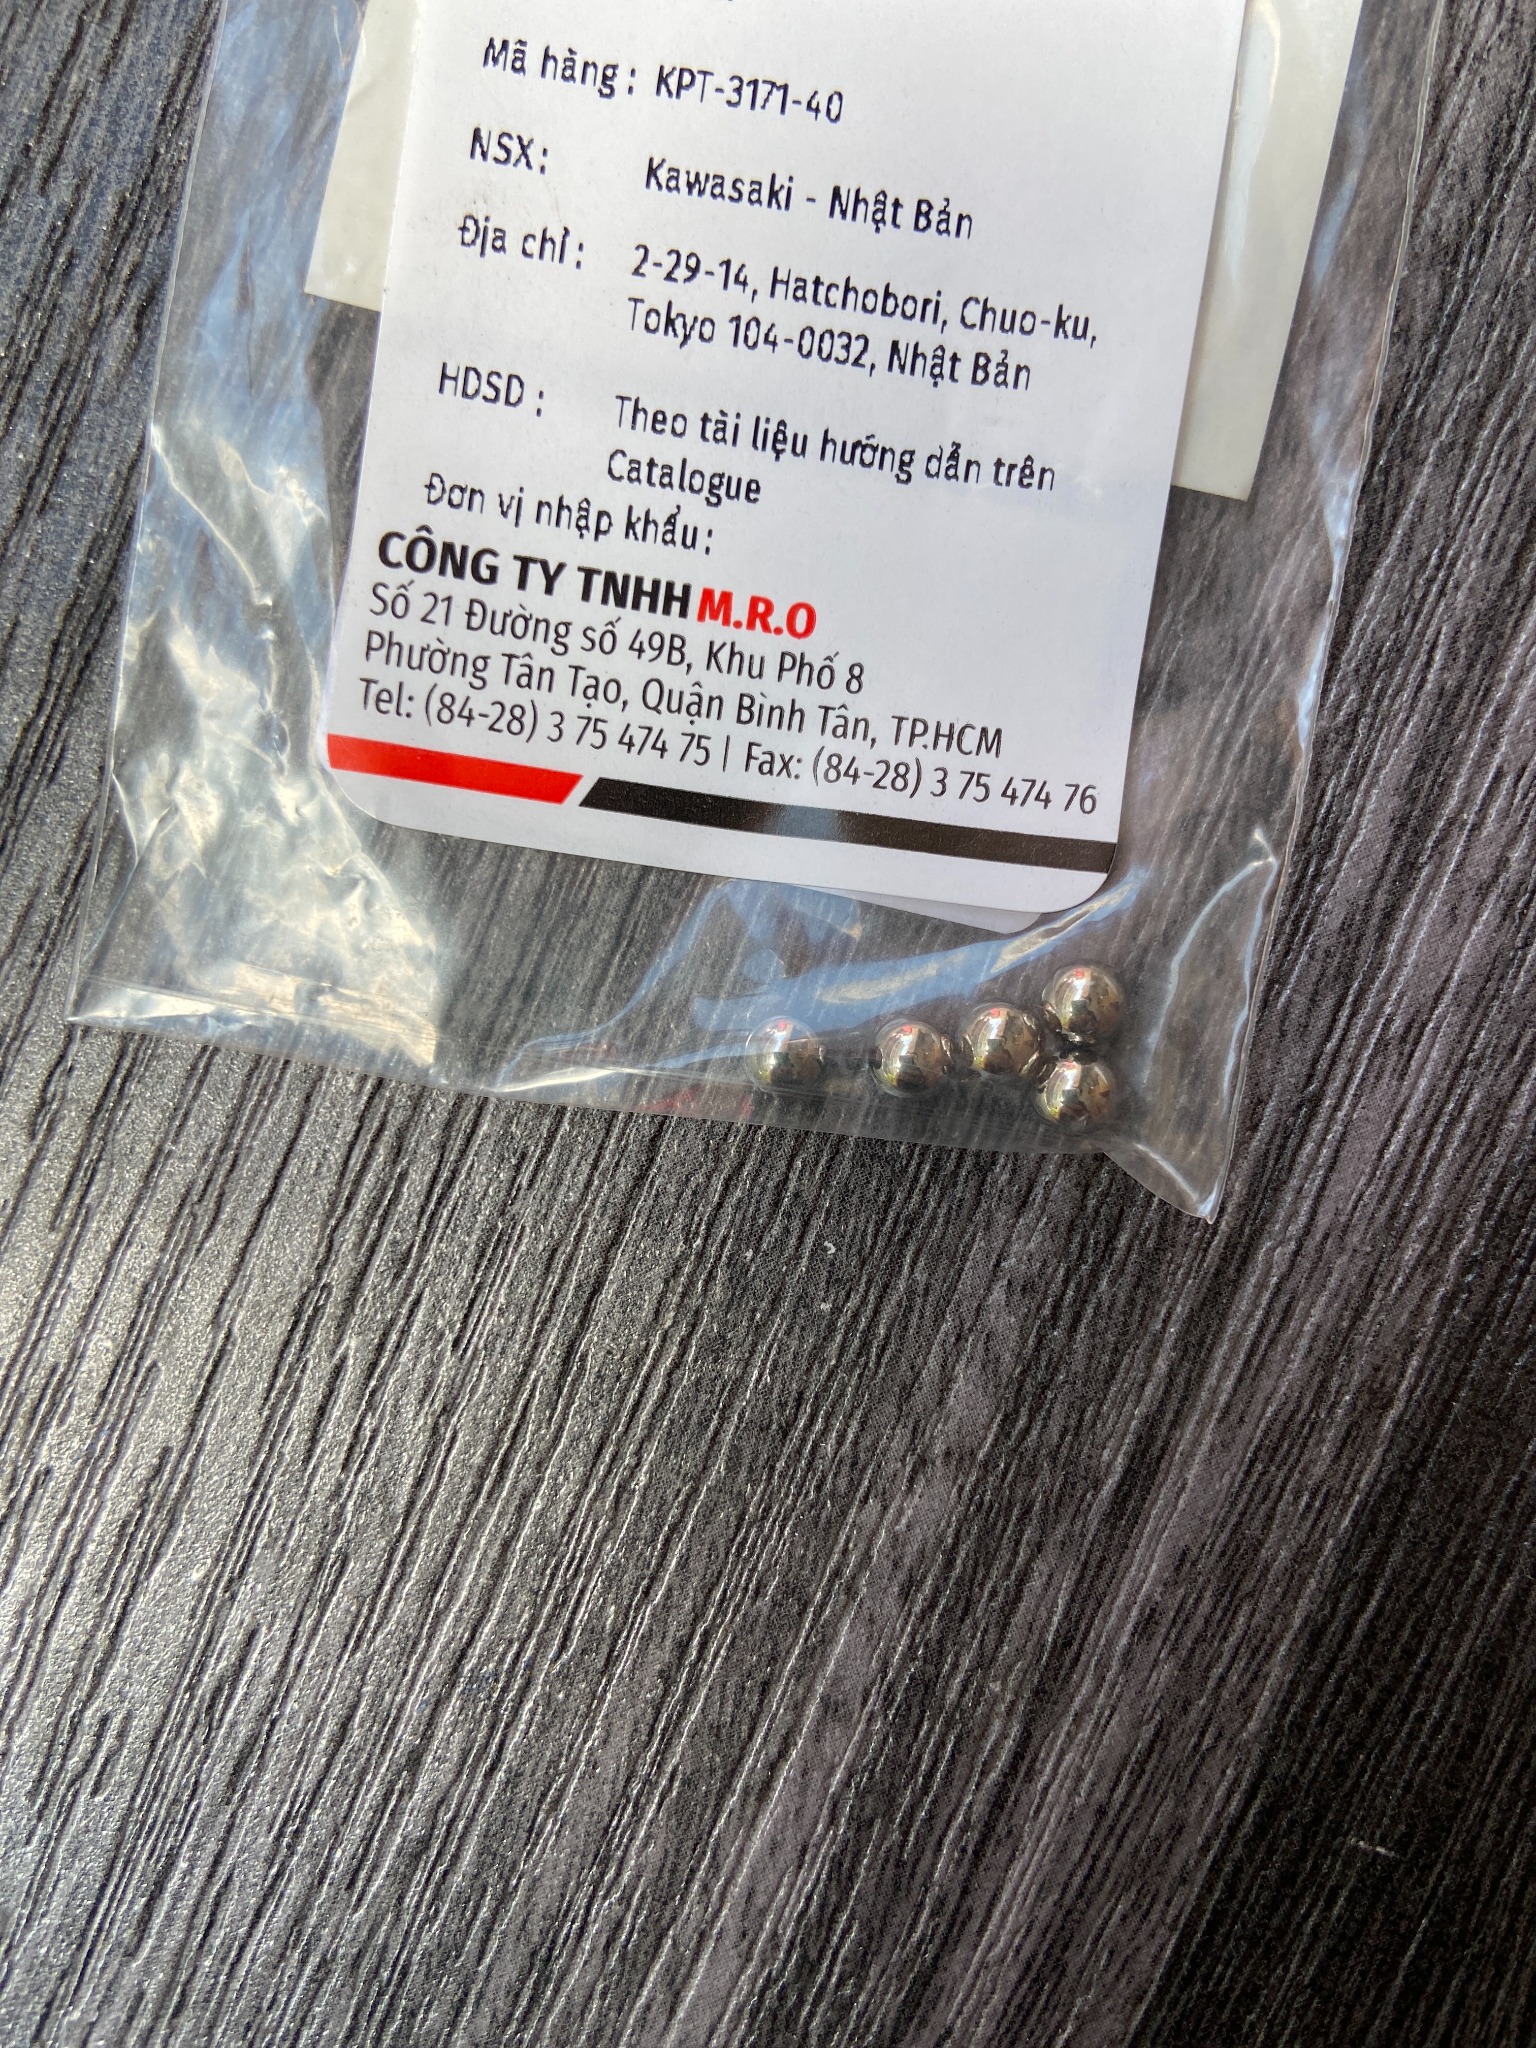 Mã hàng : KPT-3171-40
NSX: Kawasaki - Nhật Bản
Địa chỉ : 2-29-14, Hatchobori, Chuo-ku,
Tokyo 104-0032, Nhật Bản
HDSD : Theo tài liệu hướng dẫn trên
Catalogue
Đơn vị nhập khẩu :
CÔNG TY TNHH M.R.O
Số 21 Đường số 49B, Khu Phố 8
Phường Tân Tạo, Quận Bình Tân, TP.HCM
Tel: (84-28) 3 75 474 75 | Fax: (84-28) 3 75 474 76